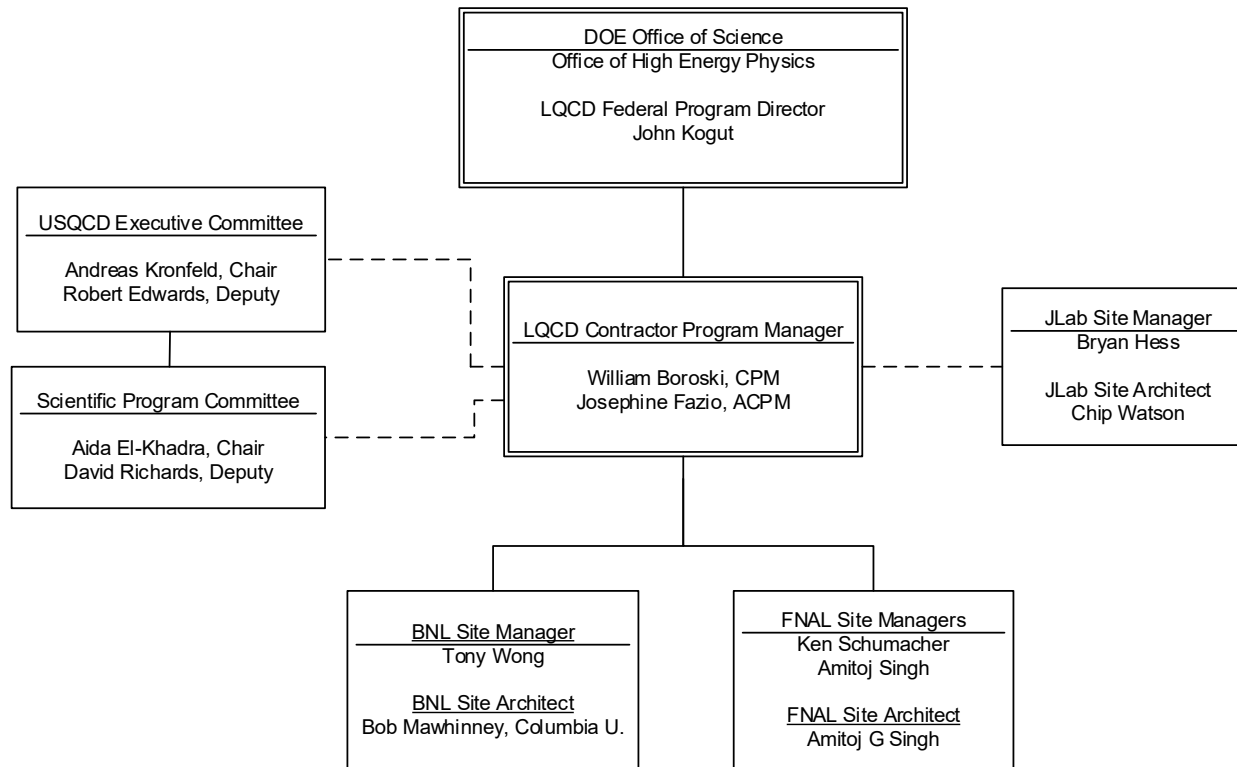 DOE Office of Science
Office of High Energy Physics
LQCD Federal Program Director
John Kogut
USQCD Executive Committee
Andreas Kronfeld, Chair
Robert Edwards, Deputy
LQCD Contractor Program Manager
William Boroski, CPM
Josephine Fazio, ACPM
JLab Site Manager
Bryan Hess
JLab Site Architect
Chip Watson
Scientific Program Committee
Aida El-Khadra, Chair
David Richards, Deputy
BNL Site Manager
Tony Wong
BNL Site Architect
Bob Mawhinney, Columbia U.
FNAL Site Managers
Ken Schumacher
Amitoj Singh
FNAL Site Architect
Amitoj G Singh